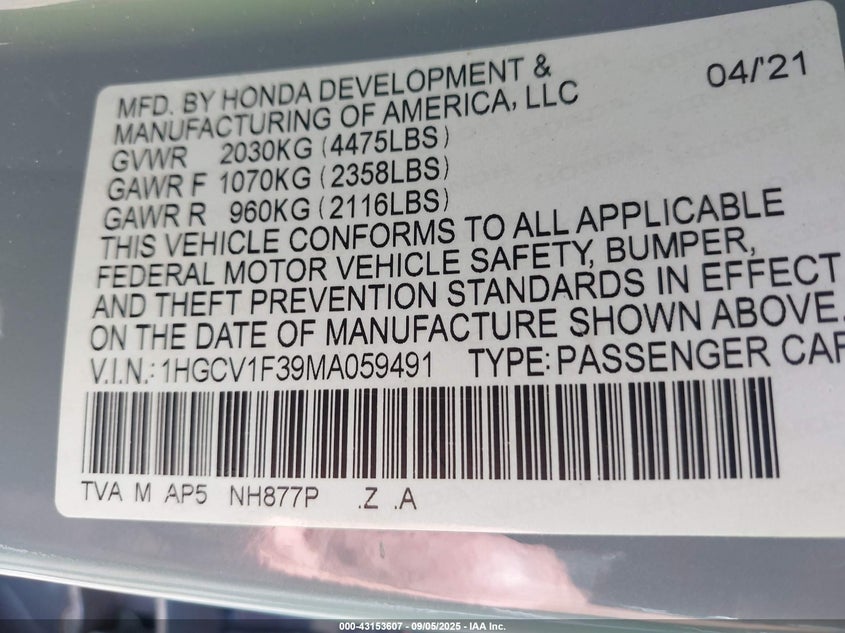 MFD. BY HONDA DEVELOPMENT & 04/'21
MANUFACTURING OF AMERICA, LLC
GVWR 2030KG (4475LBS)
GAWR F 1070KG (2358LBS)
GAWR R 960KG (2116LBS)
THIS VEHICLE CONFORMS TO ALL APPLICABLE
FEDERAL MOTOR VEHICLE SAFETY, BUMPER,
AND THEFT PREVENTION STANDARDS IN EFFECT
ON THE DATE OF MANUFACTURE SHOWN ABOVE.
V.I.N.: 1HGCV1F39MA059491 TYPE: PASSENGER CAR
TVA M AP5 NH877P .Z .A
000-43153607 - 09/05/2025 - IAA Inc.